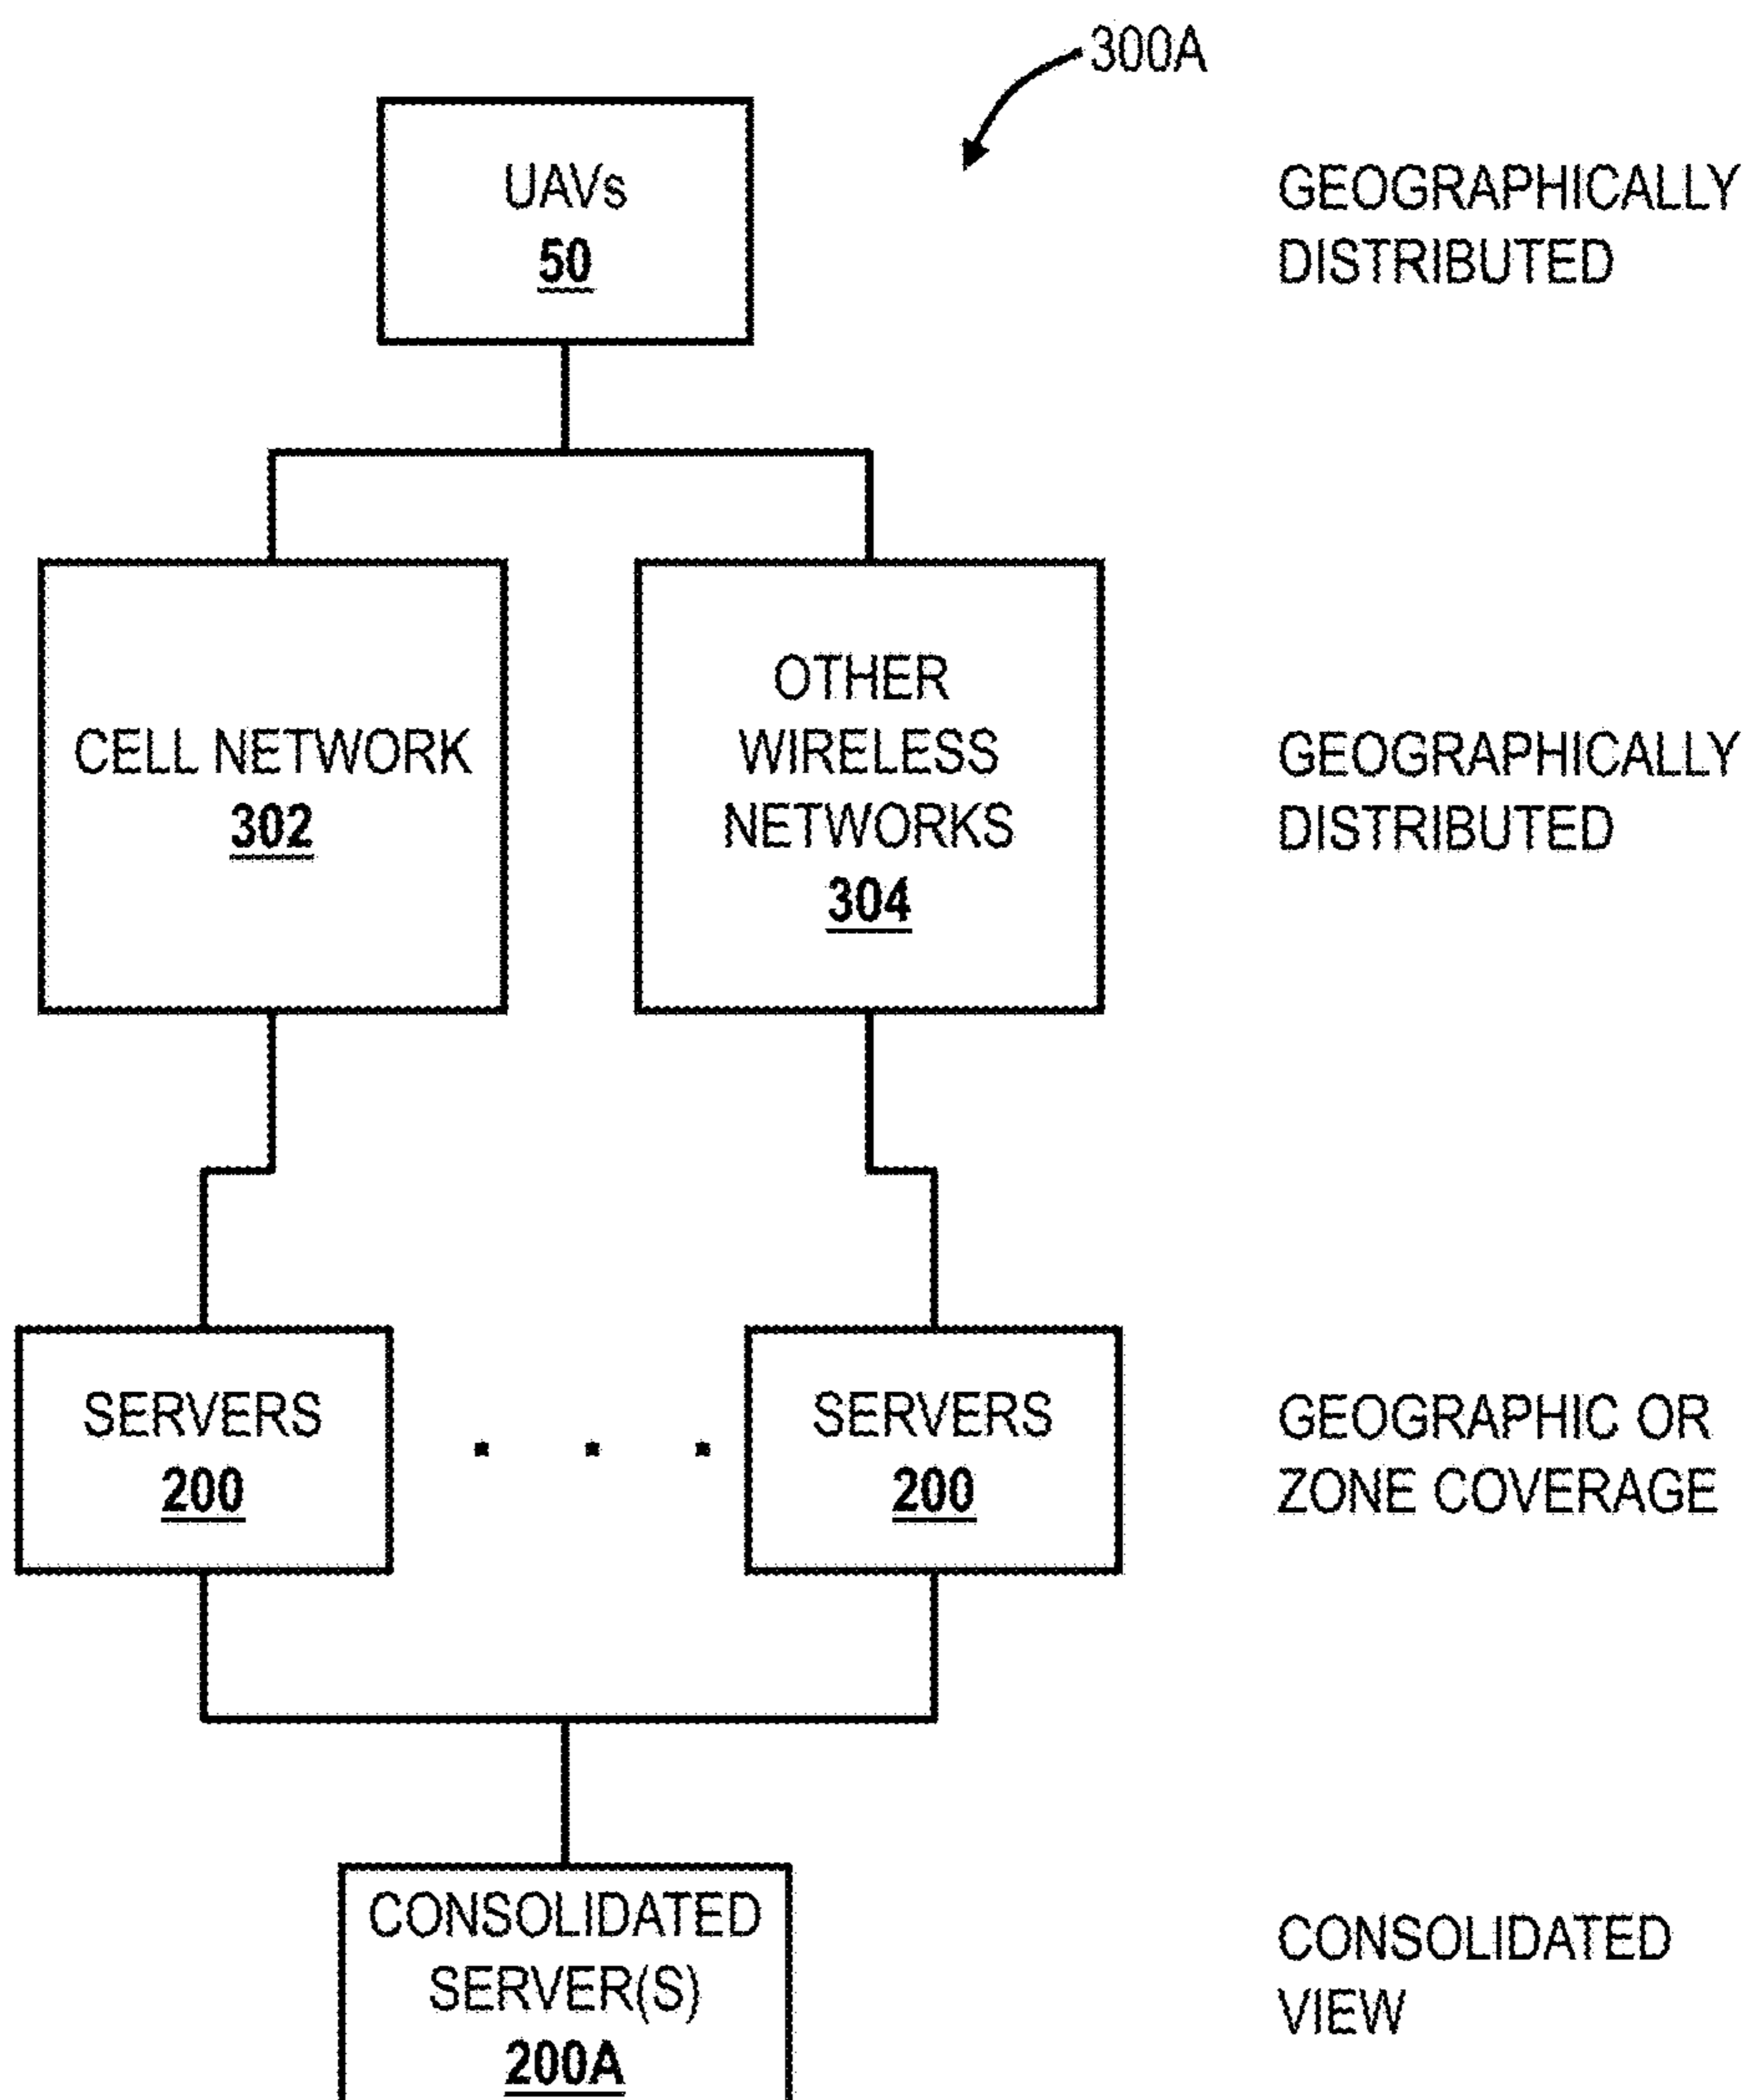 300A
UAVs
50
GEOGRAPHICALLY
DISTRIBUTED
CELL NETWORK
302
OTHER
WIRELESS
NETWORKS
304
GEOGRAPHICALLY
DISTRIBUTED
SERVERS
200
. . .
SERVERS
200
GEOGRAPHIC OR
ZONE COVERAGE
CONSOLIDATED
SERVER(S)
200A
CONSOLIDATED
VIEW